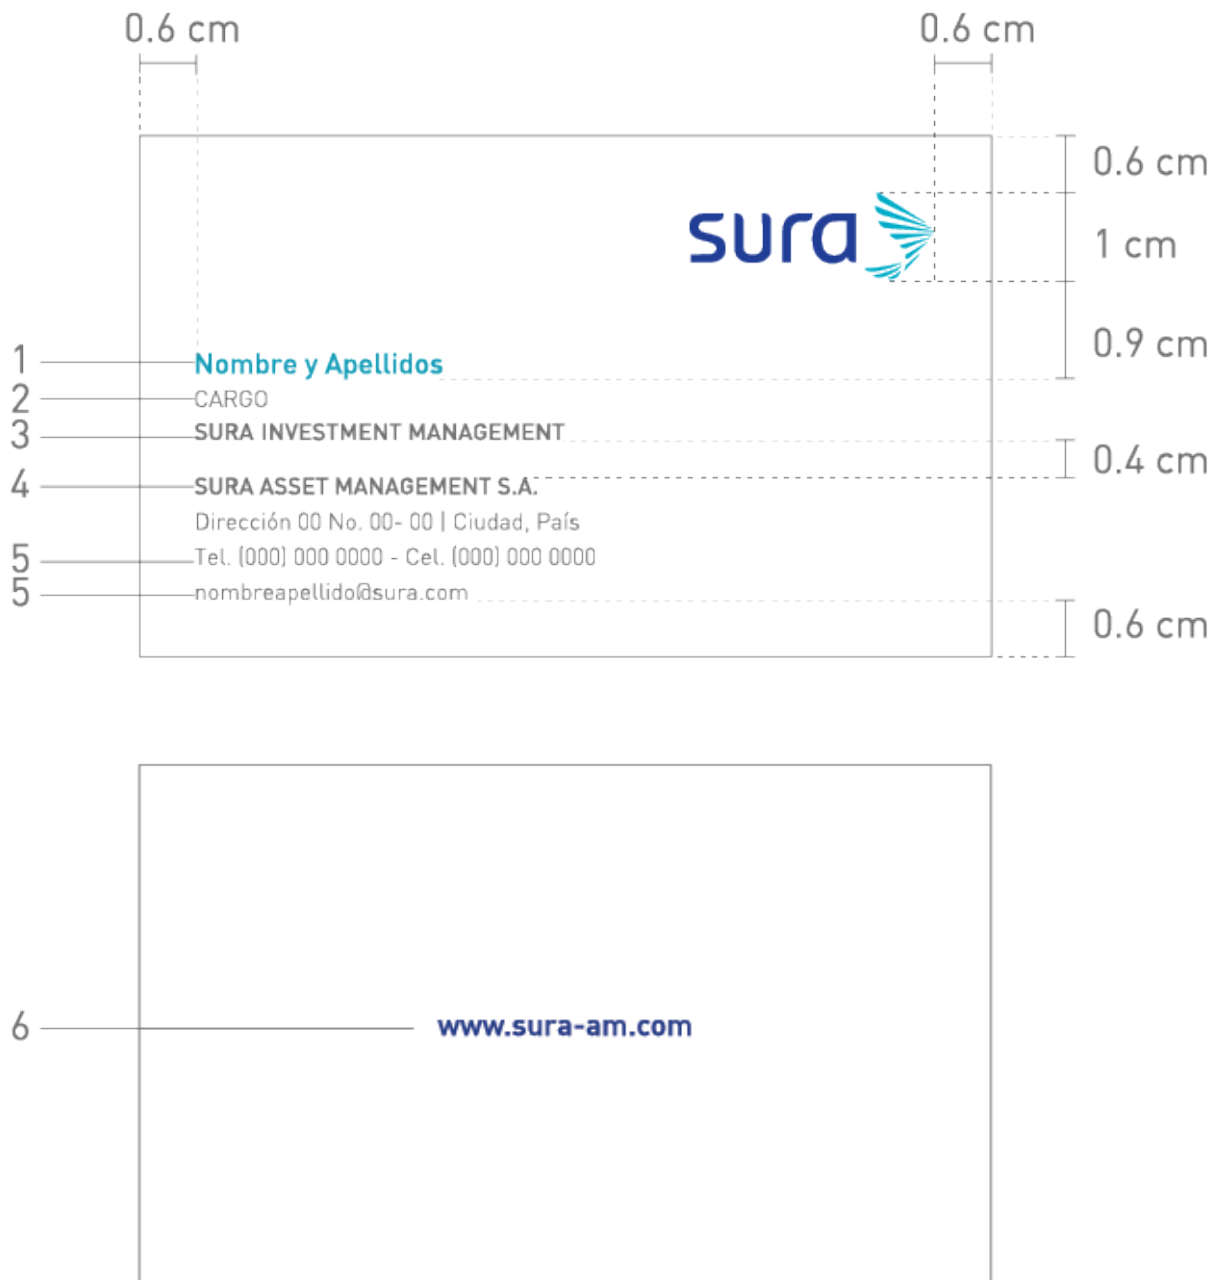 0.6 cm 0.6 cm
0.6 cm
sura
1 cm
0.9 cm
1 Nombre y Apellidos
2 CARGO
3 SURA INVESTMENT MANAGEMENT
0.4 cm
4 SURA ASSET MANAGEMENT S.A.
Dirección 00 No. 00- 00 | Ciudad, País
5 Tel. (000) 000 0000 - Cel. (000) 000 0000
5 nombreapellido@sura.com
0.6 cm
6 www.sura-am.com